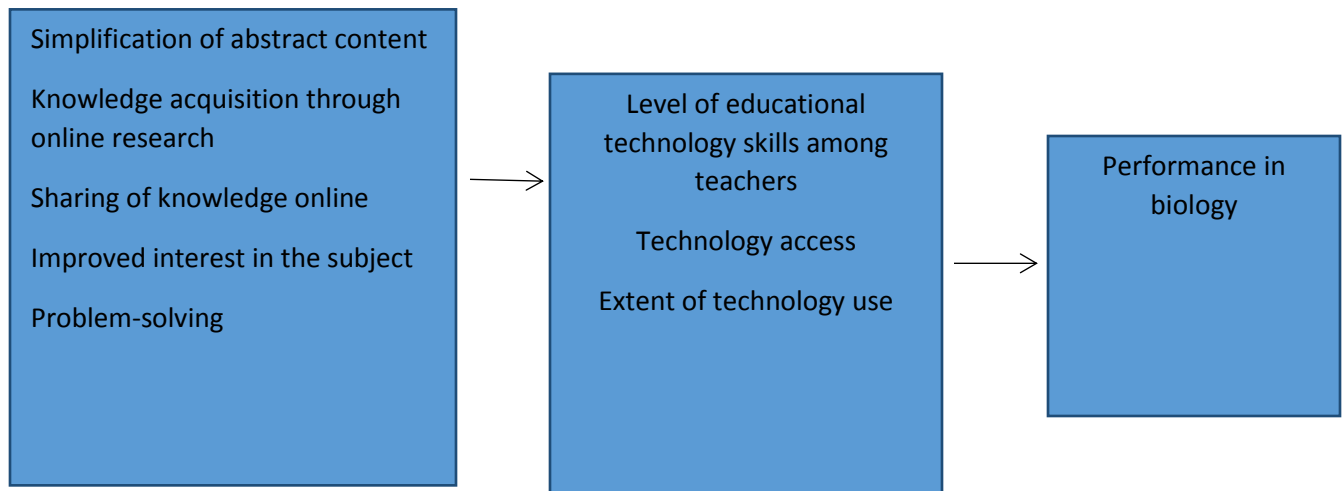 Simplification of abstract content
Knowledge acquisition through
online research
Sharing of knowledge online
Improved interest in the subject
Problem-solving
Level of educational
technology skills among
teachers
Technology access
Extent of technology use
Performance in
biology